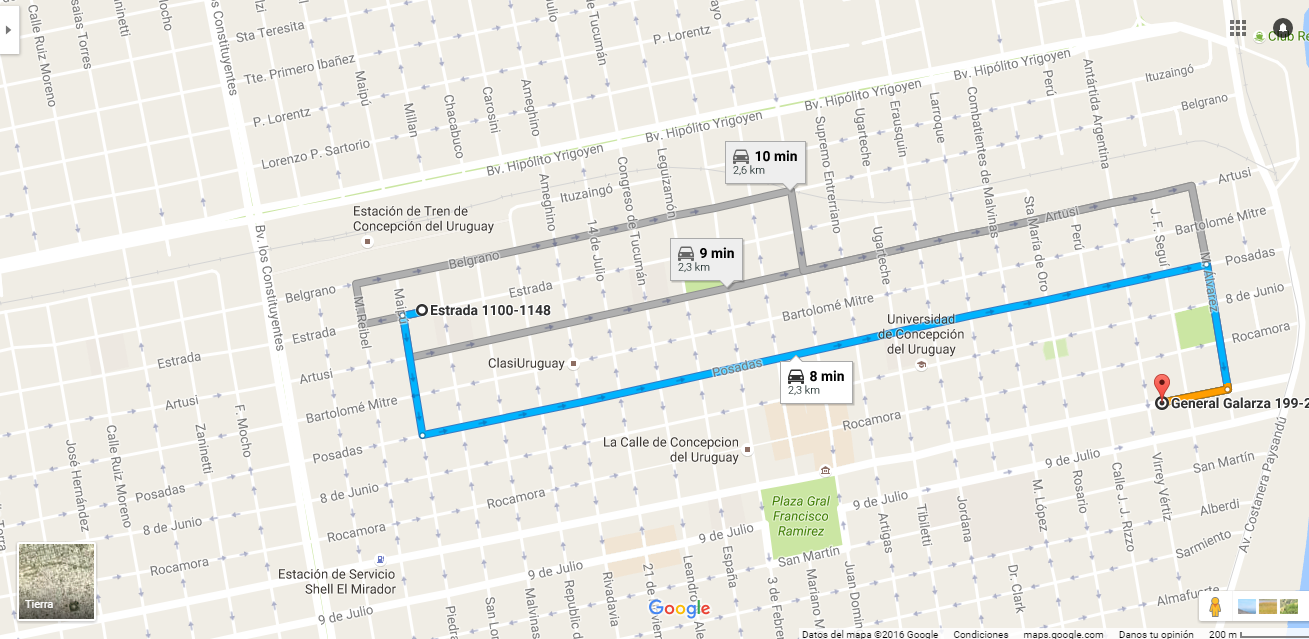 Calle Ruiz Moreno
saias Torres
ninetti
Mocho
los Constituyentes
Sta Teresita
Tte. Primero Ibañez
Maipú
Millan
Chacabuco
Carosini
Ameghino
de Tucumán
P. Lorentz
P. Lorentz
Lorenzo P. Sartorio
Bv. Hipólito Yrigoyen
Bv. Hipólito Yrigoyen
Bv. Hipólito Yrigoyen
Bv. Hipólito Yrigoyen
Club Re
Ituzaingó
Belgrano
Perú
Antártida Argentina
Combatientes de Malvinas
Larroque
Erausquin
Ugarteche
Supremo Entrerriano
10 min
2,6 km
Leguizamón
Congreso de Tucumán
Ituzaingó
Ameghino
14 de Julio
Estación de Tren de
Concepción del Uruguay
Bv. los Constituyentes
9 min
2,3 km
Belgrano
Belgrano
Estrada
Estrada
Estrada
M. Reibel
Maipú
Estrada 1100-1148
Artusi
Artusi
Bartolomé Mitre
Posadas
J. F. Seguí
Perú
Sta María de Oro
Ugarteche
M. Alvarez
8 de Junio
Rocamora
Bartolomé Mitre
Universidad
de Concepción
del Uruguay
ClasiUruguay
Posadas
8 min
2,3 km
Artusi
Artusi
Bartolomé Mitre
F. Mocho
Zaninetti
Calle Ruiz Moreno
José Hernández
Posadas
Posadas
8 de Junio
8 de Junio
Rocamora
Rocamora
Rocamora
Rocamora
General Galarza 199-2
La Calle de Concepcion
del Uruguay
Plaza Gral
Francisco
Ramirez
9 de Julio
9 de Julio
9 de Julio
9 de Julio
9 de Julio
San Martín
San Martín
Alberdi
Sarmiento
Almafue
Av. Costanera Paysandú
Virrey Vértiz
Calle J. J. Rizzo
Rosario
M. López
Dr. Clark
Jordana
Tibiletti
Artigas
Juan Domin
Mariano M
3 de Febrer
España
Leandro
21 de
Rivadavia
Republic d
Malvinas
San Lo
Piedra
Estación de Servicio
Shell El Mirador
Tierra
Google
Datos del mapa ©2016 Google Condiciones maps.google.com Danos tu opinión 200 m